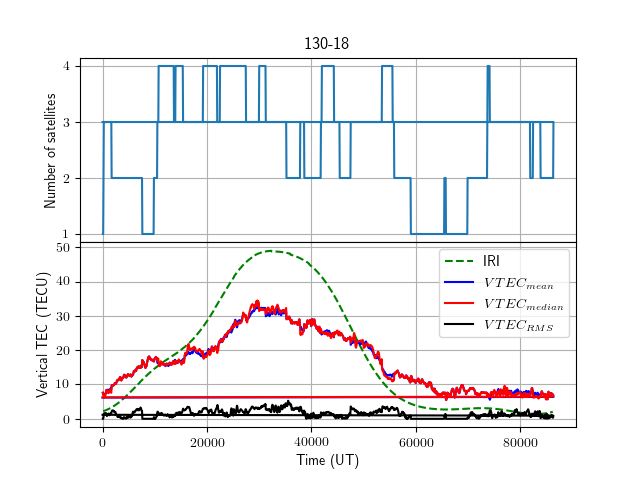 130-18
4
3
2
1
Number of satellites
50
40
30
20
10
0
Vertical TEC (TECU)
IRI
VTEC_mean
VTEC_median
VTEC_RMS
0 20000 40000 60000 80000
Time (UT)